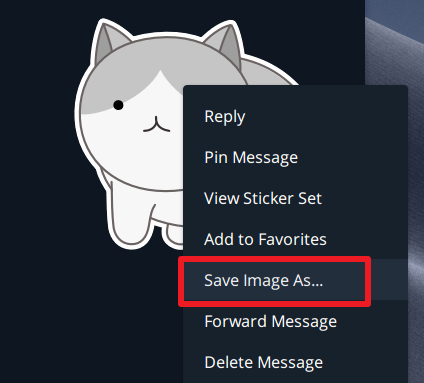 Reply
Pin Message
View Sticker Set
Add to Favorites
Save Image As...
Forward Message
Delete Message